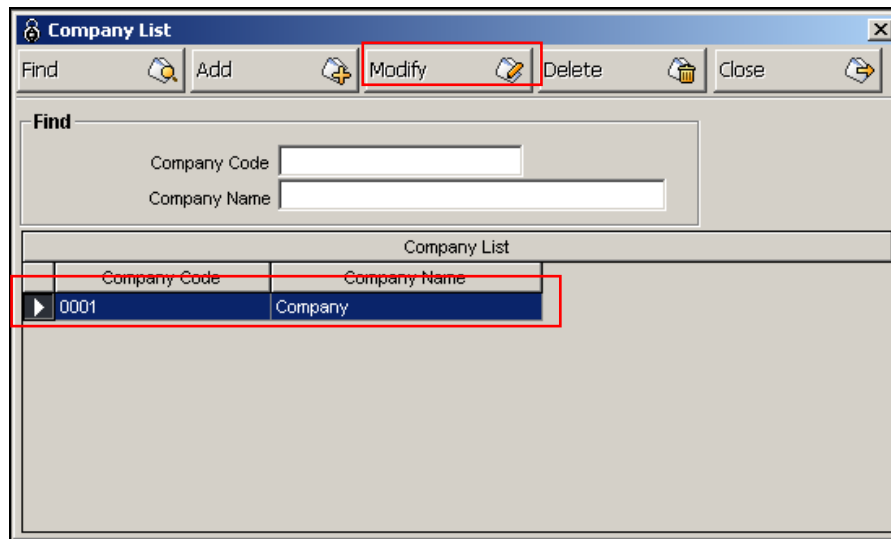 Company List
Find Add Modify Delete Close
Find
Company Code
Company Name
Company List
Company Code Company Name
0001 Company